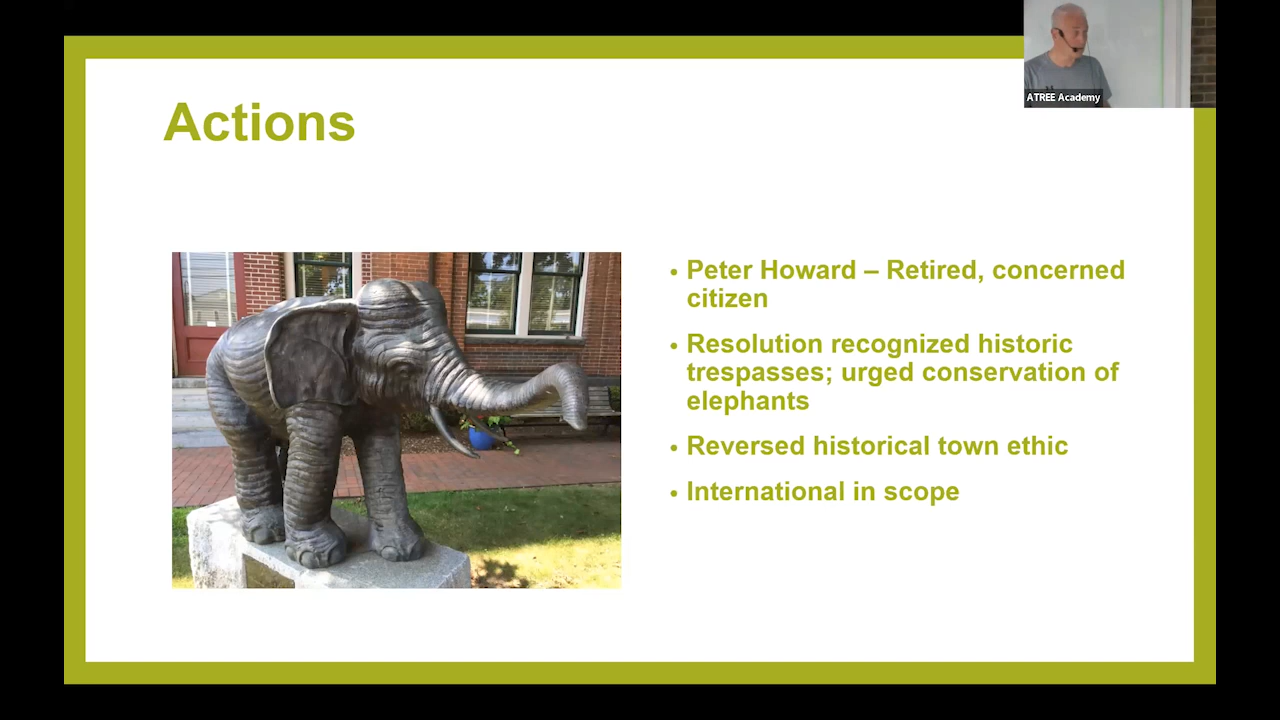 ATREE Academy
Actions
• Peter Howard – Retired, concerned
citizen
• Resolution recognized historic
trespasses; urged conservation of
elephants
• Reversed historical town ethic
• International in scope